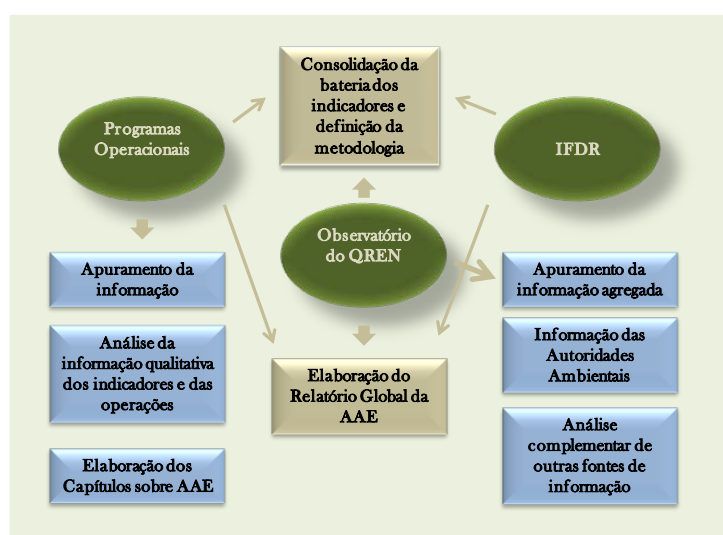 Consolidação da
bateria dos
indicadores e
definição da
metodologia
Programas
Operacionais
IFDR
Observatório
do QREN
Apuramento da
informação
Apuramento da
informação agregada
Análise da
informação qualitativa
dos indicadores e das
operações
Informação das
Autoridades
Ambientais
Elaboração do
Relatório Global da
AAE
Elaboração dos
Capítulos sobre AAE
Análise
complementar de
outras fontes de
informação